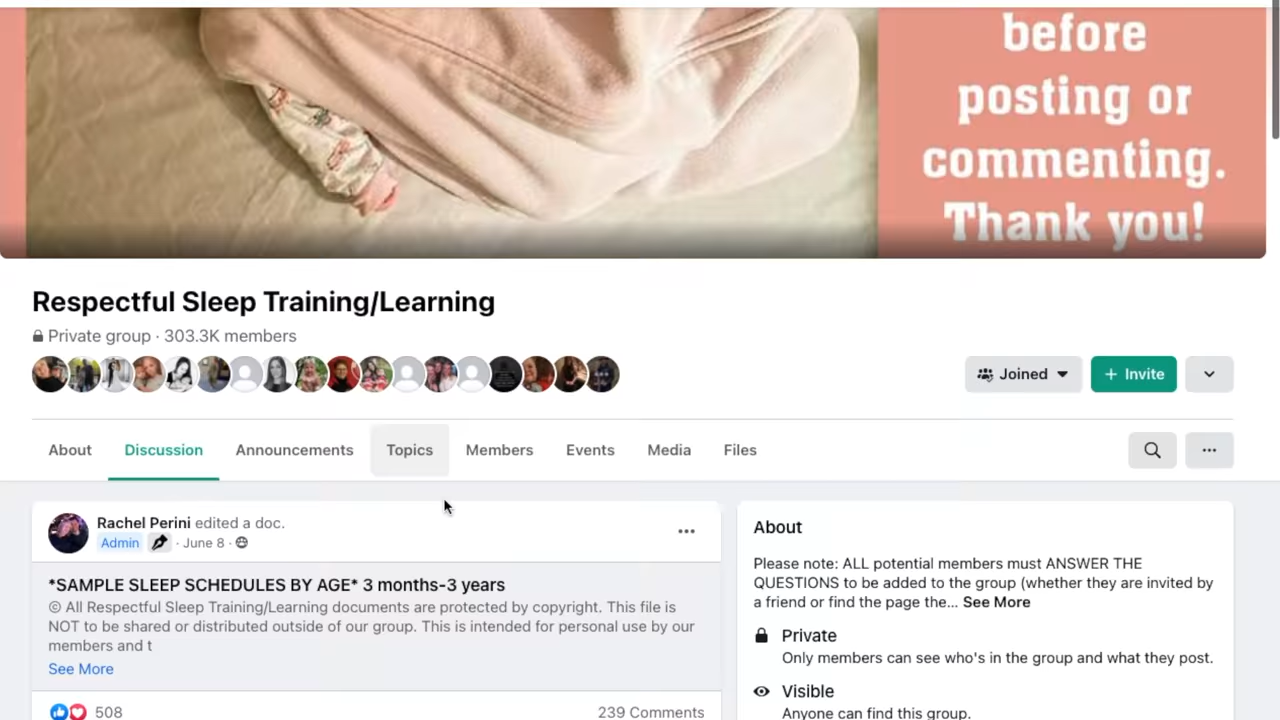 before
posting or
commenting.
Thank you!
Respectful Sleep Training/Learning
Private group · 303.3K members
Joined
+ Invite
About Discussion Announcements Topics Members Events Media Files
Rachel Perini edited a doc.
Admin · June 8 ·
*SAMPLE SLEEP SCHEDULES BY AGE* 3 months-3 years
© All Respectful Sleep Training/Learning documents are protected by copyright. This file is
NOT to be shared or distributed outside of our group. This is intended for personal use by our
members and t
See More
508
239 Comments
About
Please note: ALL potential members must ANSWER THE
QUESTIONS to be added to the group (whether they are invited by
a friend or find the page the... See More
Private
Only members can see who's in the group and what they post.
Visible
Anyone can find this group.